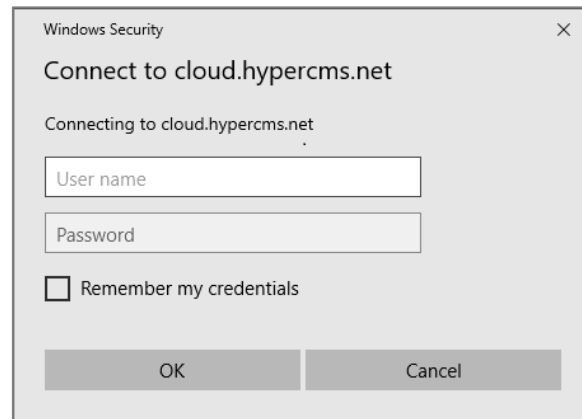 Windows Security
Connect to cloud.hypercms.net
Connecting to cloud.hypercms.net
User name
Password
Remember my credentials
OK Cancel